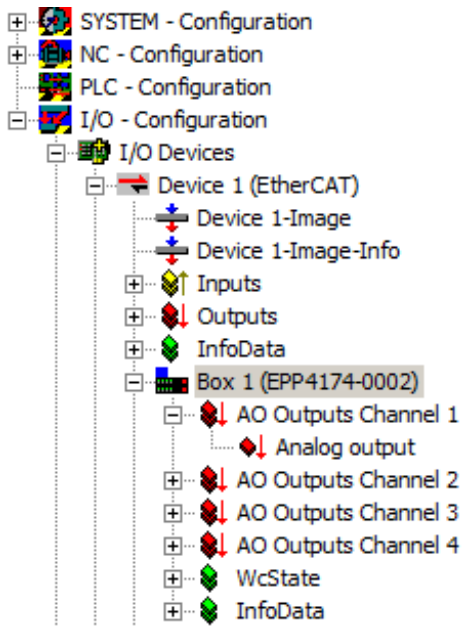 SYSTEM - Configuration
NC - Configuration
PLC - Configuration
I/O - Configuration
I/O Devices
Device 1 (EtherCAT)
Device 1-Image
Device 1-Image-Info
Inputs
Outputs
InfoData
Box 1 (EPP4174-0002)
AO Outputs Channel 1
Analog output
AO Outputs Channel 2
AO Outputs Channel 3
AO Outputs Channel 4
WcState
InfoData